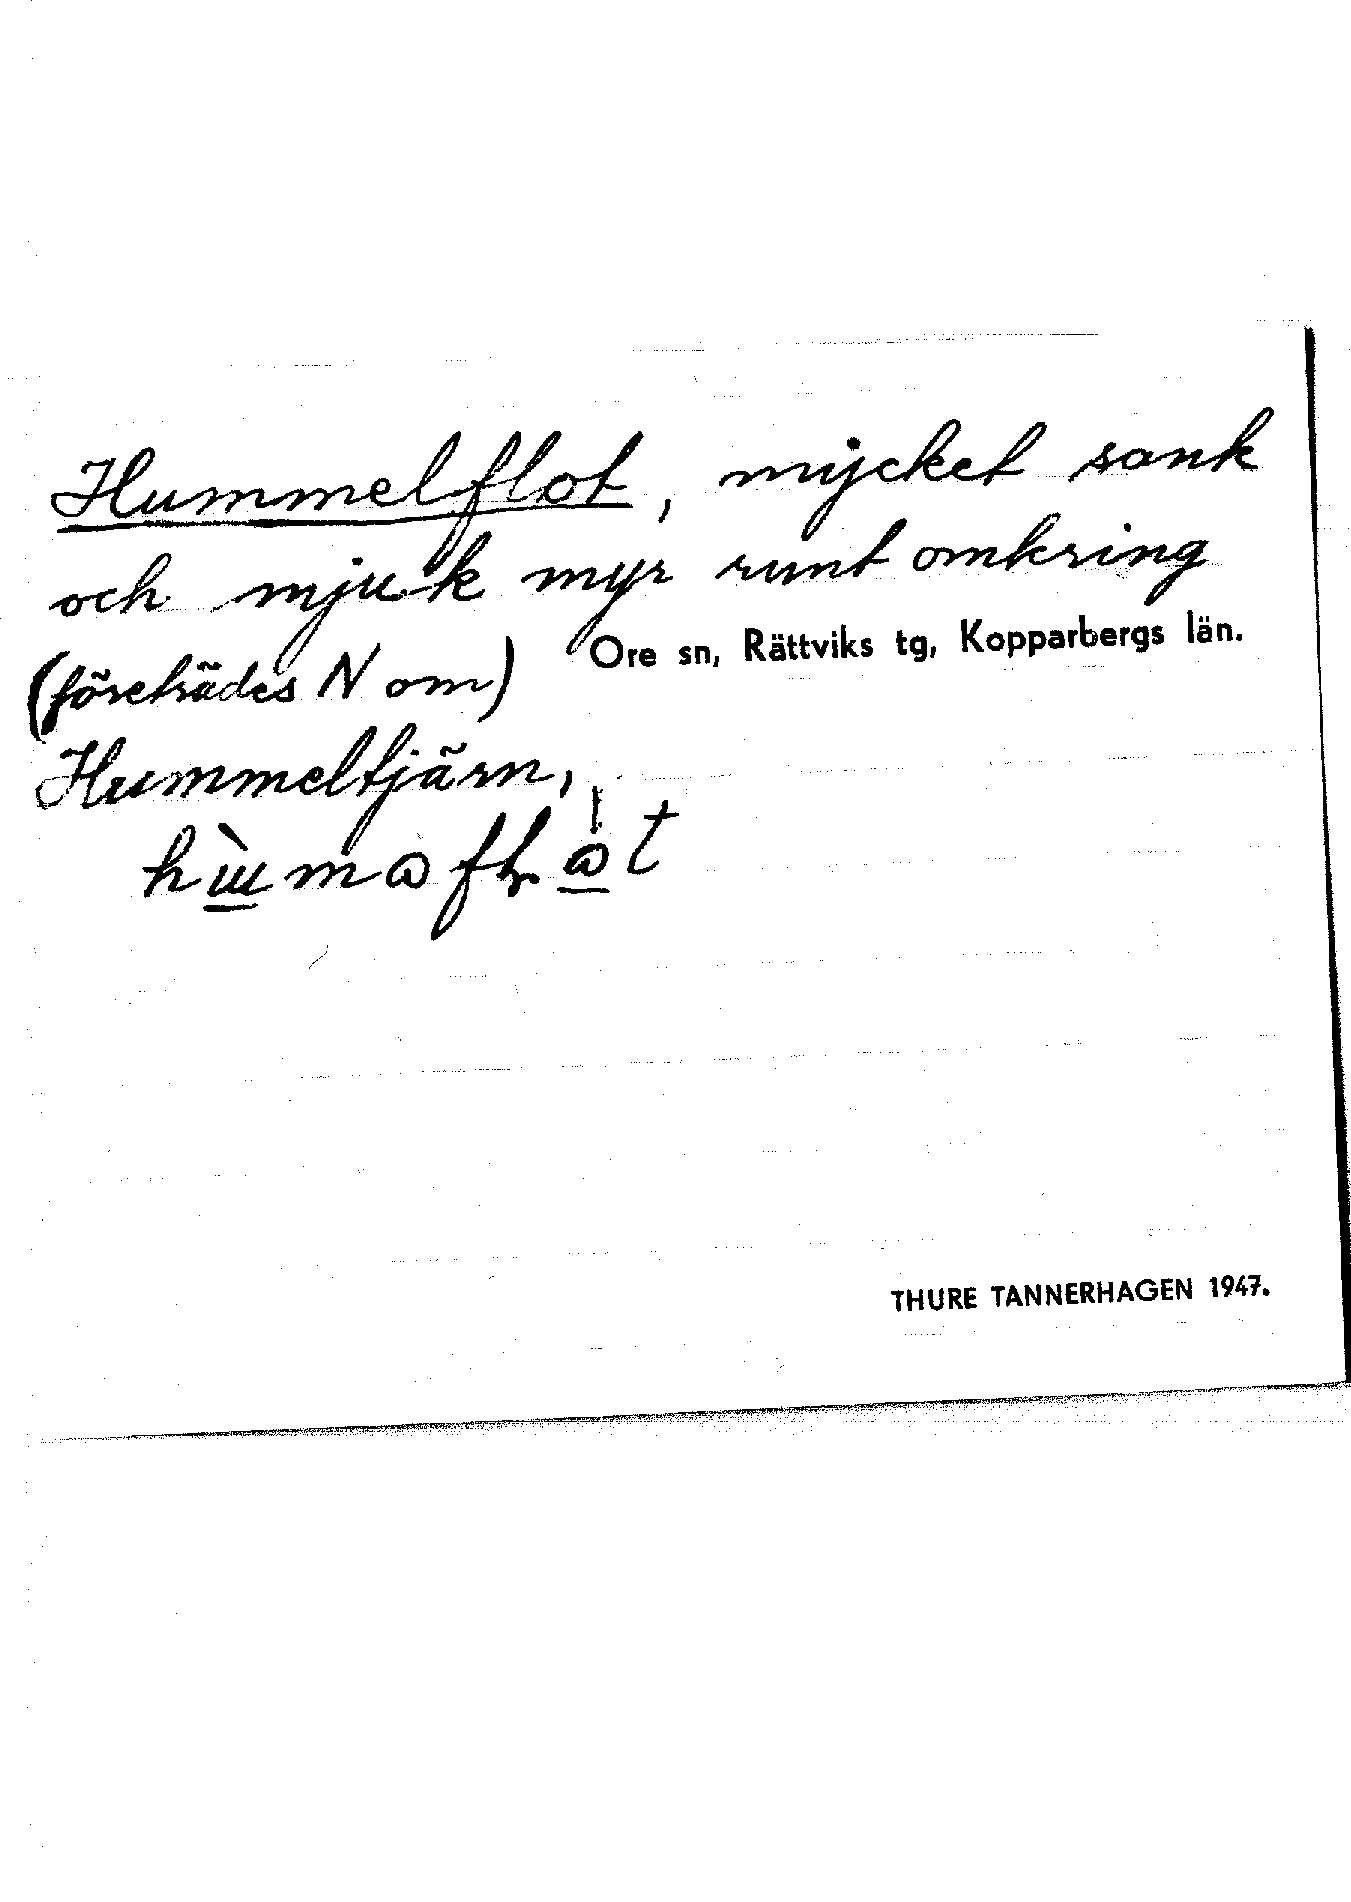 Hummelflot, mycket sank
och mjuk myr runt omkring
Ore sn, Rättviks tg, Kopparbergs län.
(företrädes N om)
Hummeltjärn,
THURE TANNERHAGEN 1947.